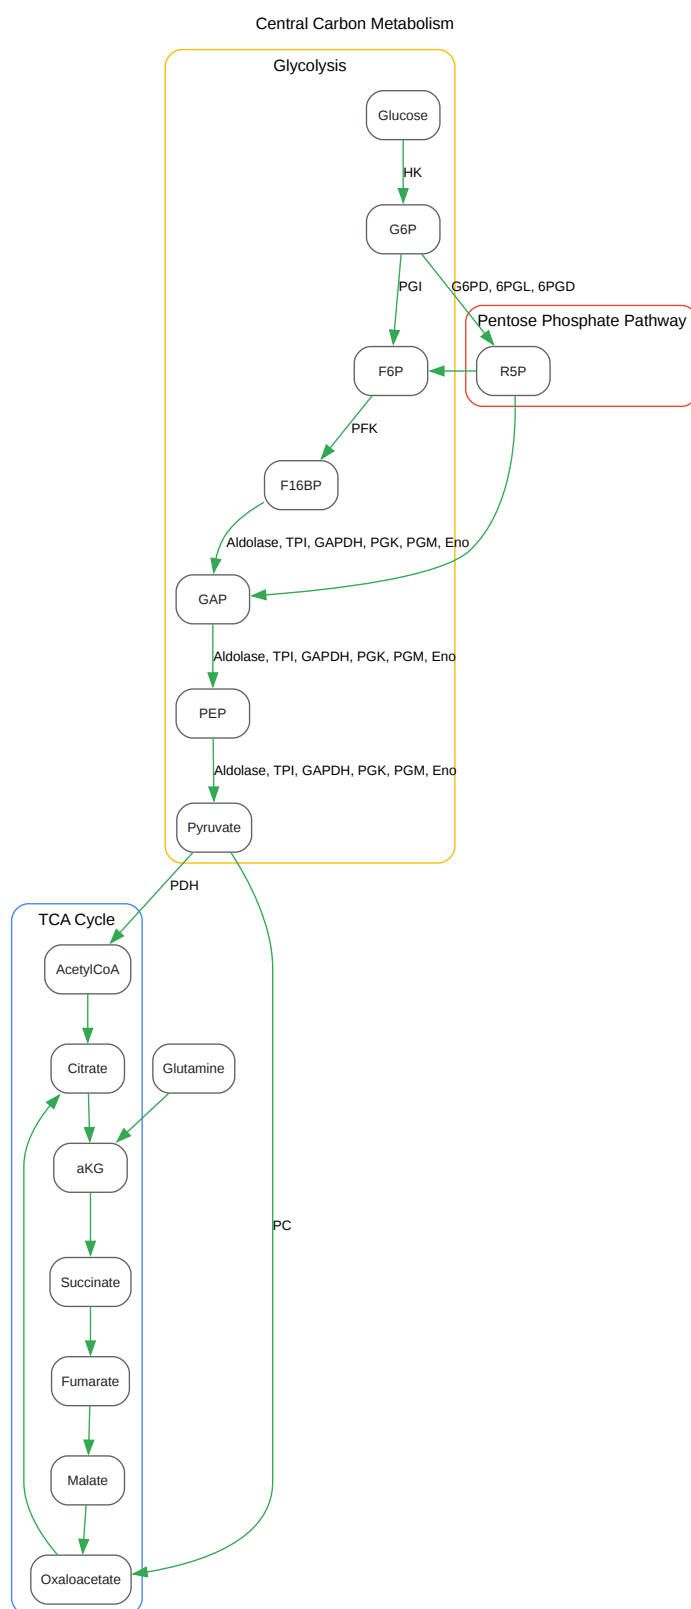 Central Carbon Metabolism
Glycolysis
Glucose
HK
G6P
PGI
G6PD, 6PGL, 6PGD
Pentose Phosphate Pathway
F6P
R5P
PFK
F16BP
Aldolase, TPI, GAPDH, PGK, PGM, Eno
GAP
Aldolase, TPI, GAPDH, PGK, PGM, Eno
PEP
Aldolase, TPI, GAPDH, PGK, PGM, Eno
Pyruvate
PDH
TCA Cycle
AcetylCoA
Citrate
Glutamine
aKG
PC
Succinate
Fumarate
Malate
Oxaloacetate